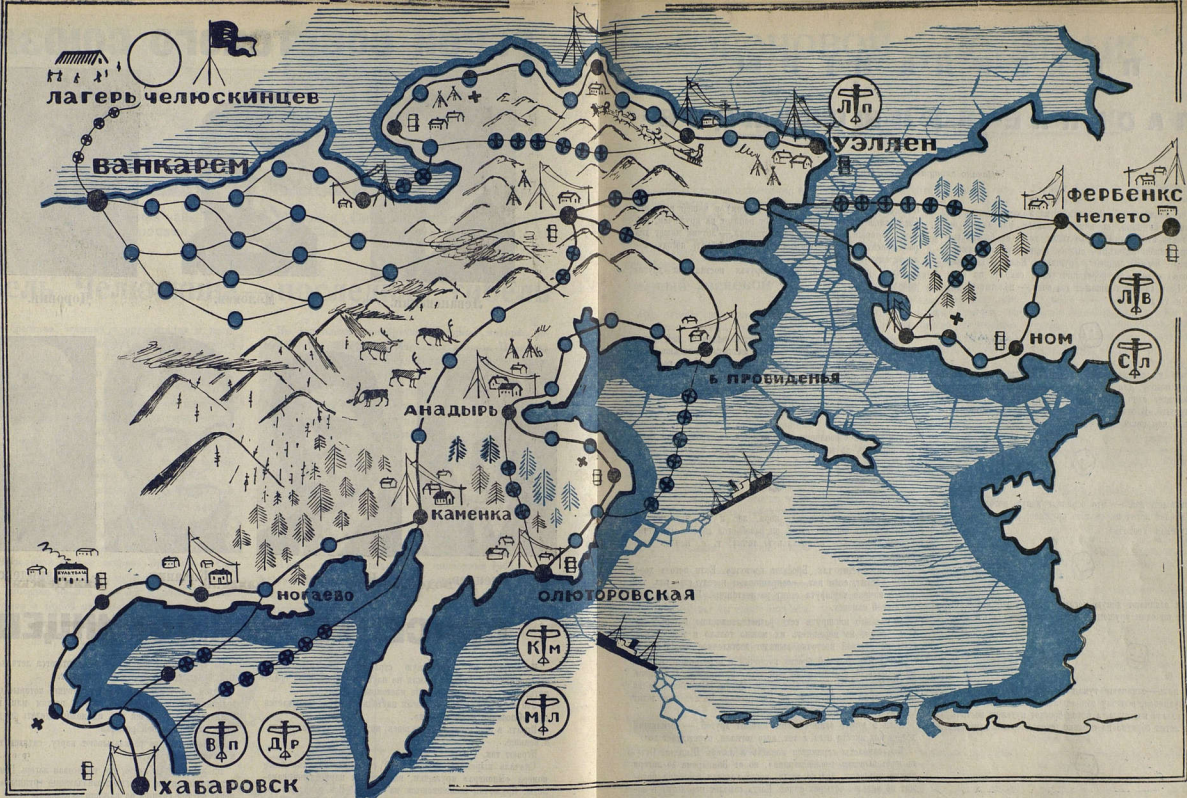 ЛАГЕРЬ ЧЕЛЮСКИНЦЕВ
ВАНКАРЕМ
Л П
УЭЛЛЕН
ФЕРБЕНКС
НЕЛЕТО
Л В
С Л
НОМ
Б ПРОВИДЕНЬЯ
АНАДЫРЬ
КАМЕНКА
НОГАЕВО
ОЛЮТОРОВСКАЯ
К М
М Л
В П
Д Р
ХАБАРОВСК